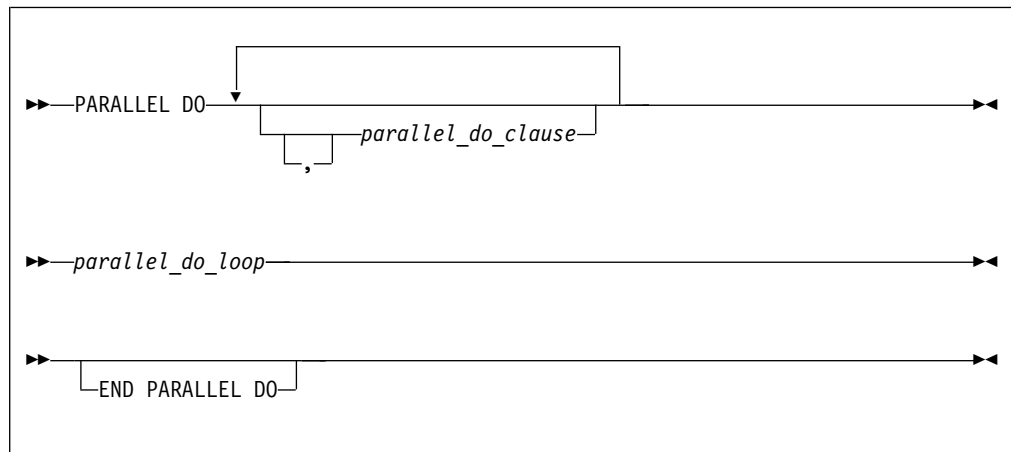 PARALLEL DO
parallel_do_clause
,
parallel_do_loop
END PARALLEL DO